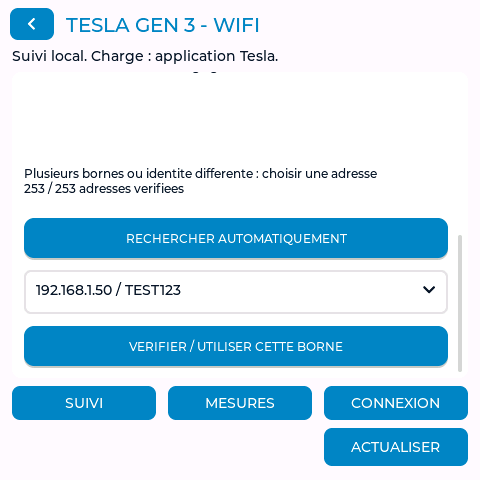 TESLA GEN 3 - WIFI
Suivi local. Charge : application Tesla.
Plusieurs bornes ou identite differente : choisir une adresse
253 / 253 adresses verifiees
RECHERCHER AUTOMATIQUEMENT
192.168.1.50 / TEST123
VERIFIER / UTILISER CETTE BORNE
SUIVI
MESURES
CONNEXION
ACTUALISER